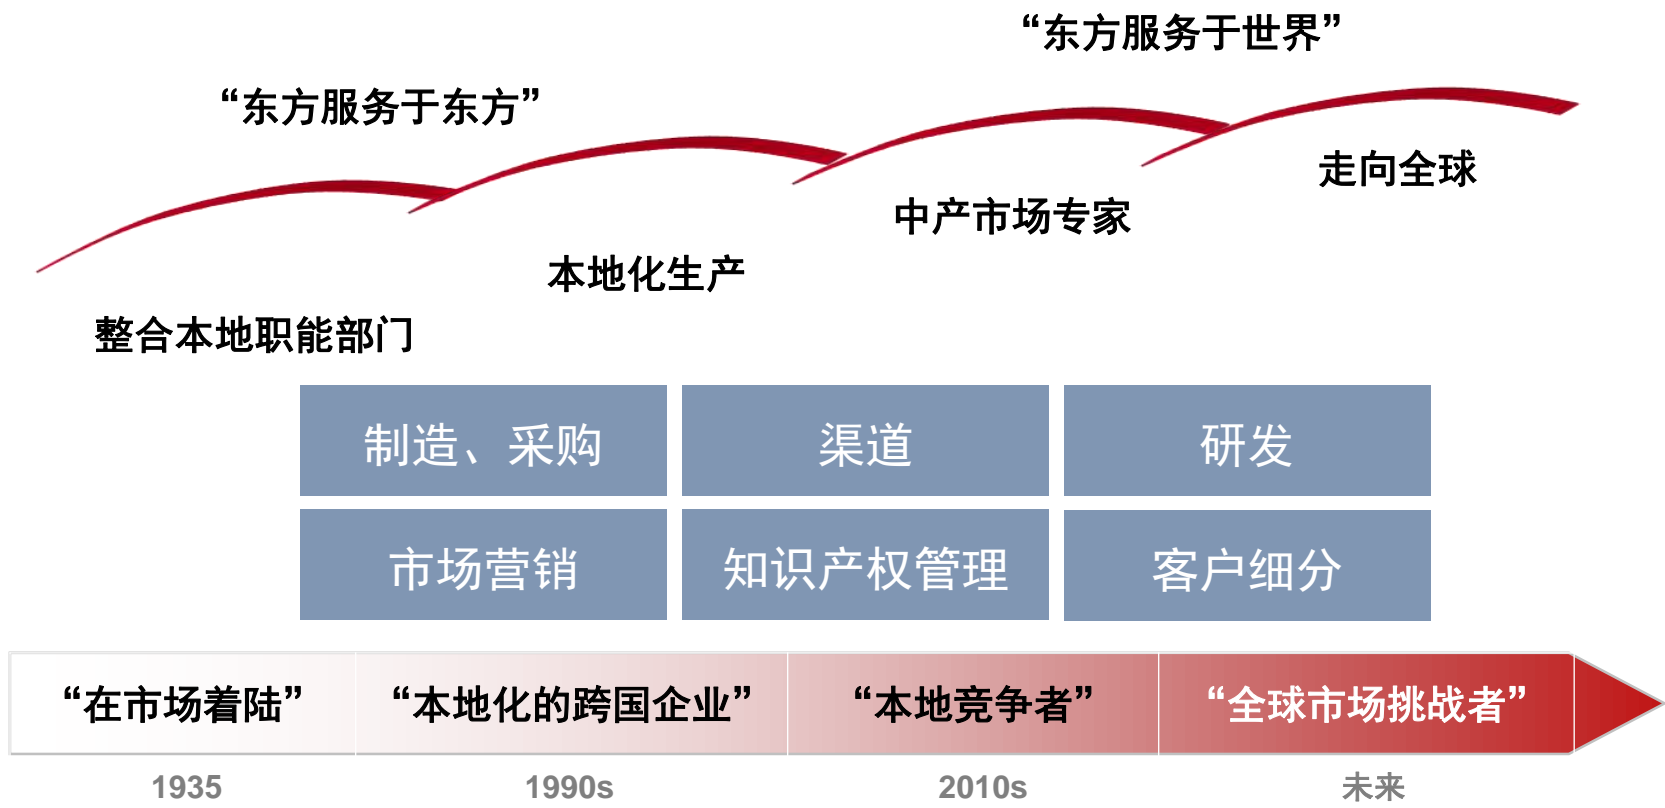 “东方服务于世界”
“东方服务于东方”
走向全球
中产市场专家
本地化生产
整合本地职能部门
制造、采购
渠道
研发
市场营销
知识产权管理
客户细分
“在市场着陆”
“本地化的跨国企业”
“本地竞争者”
“全球市场挑战者”
1935
1990s
2010s
未来